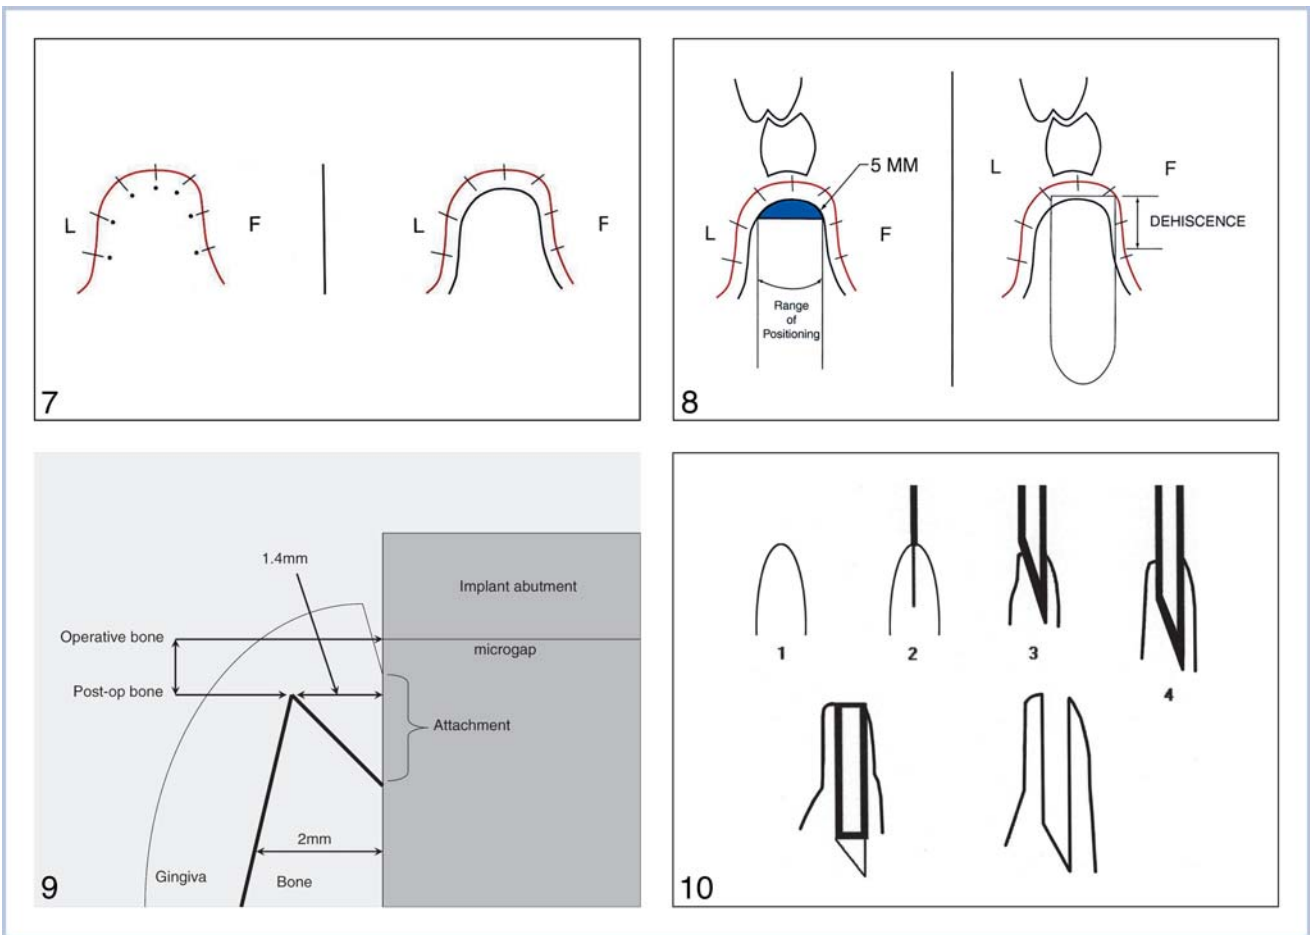 L
F
L
F
7
5 MM
L
F
Range
of
Positioning
L
F
DEHISCENCE
8
1.4mm
Implant abutment
Operative bone
microgap
Post-op bone
Attachment
2mm
Gingiva
Bone
9
1
2
3
4
10